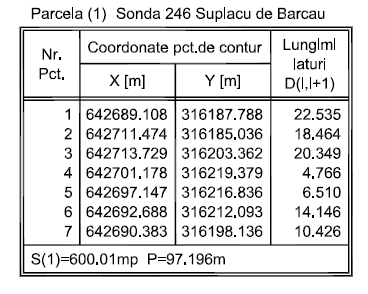 Parcela (1) Sonda 246 Suplacu de Barcau
Nr. Pct. Coordonate pct.de contur Lungimi laturi D(i,i+1)
X [m] Y [m]
1 642689.108 316187.788 22.535
2 642711.474 316185.036 18.464
3 642713.729 316203.362 20.349
4 642701.178 316219.379 4.766
5 642697.147 316216.836 6.510
6 642692.688 316212.093 14.146
7 642690.383 316198.136 10.426
S(1)=600.01mp P=97.196m